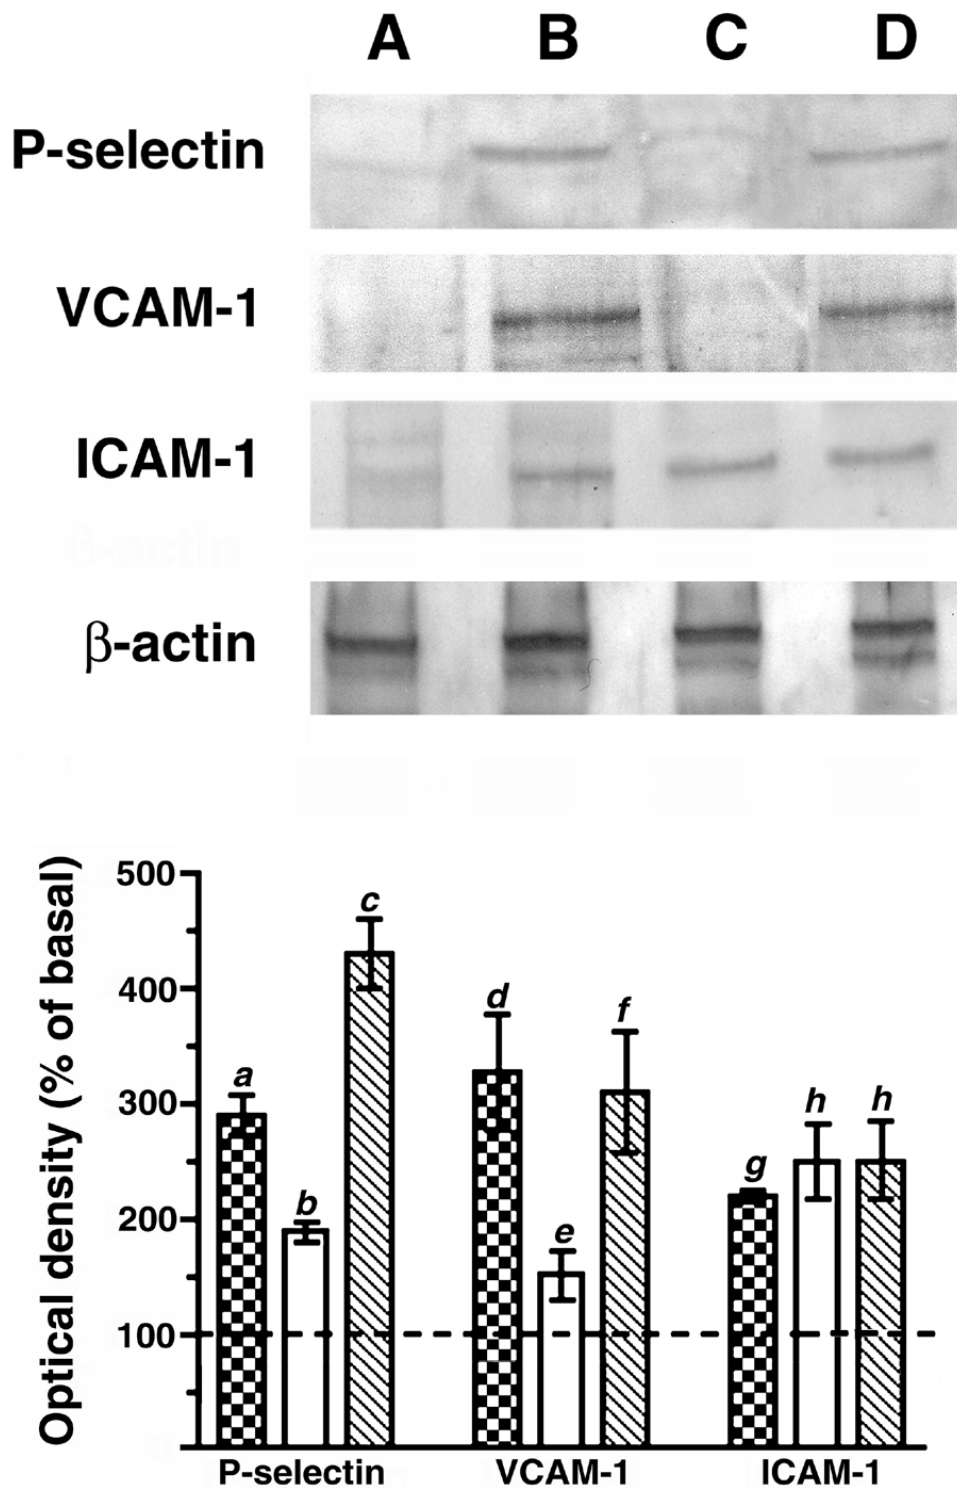 A B C D
P-selectin
VCAM-1
ICAM-1
β-actin
β-actin
Optical density (% of basal)
500
400
300
200
100
0
a
b
c
d
e
f
g
h
h
P-selectin
VCAM-1
ICAM-1